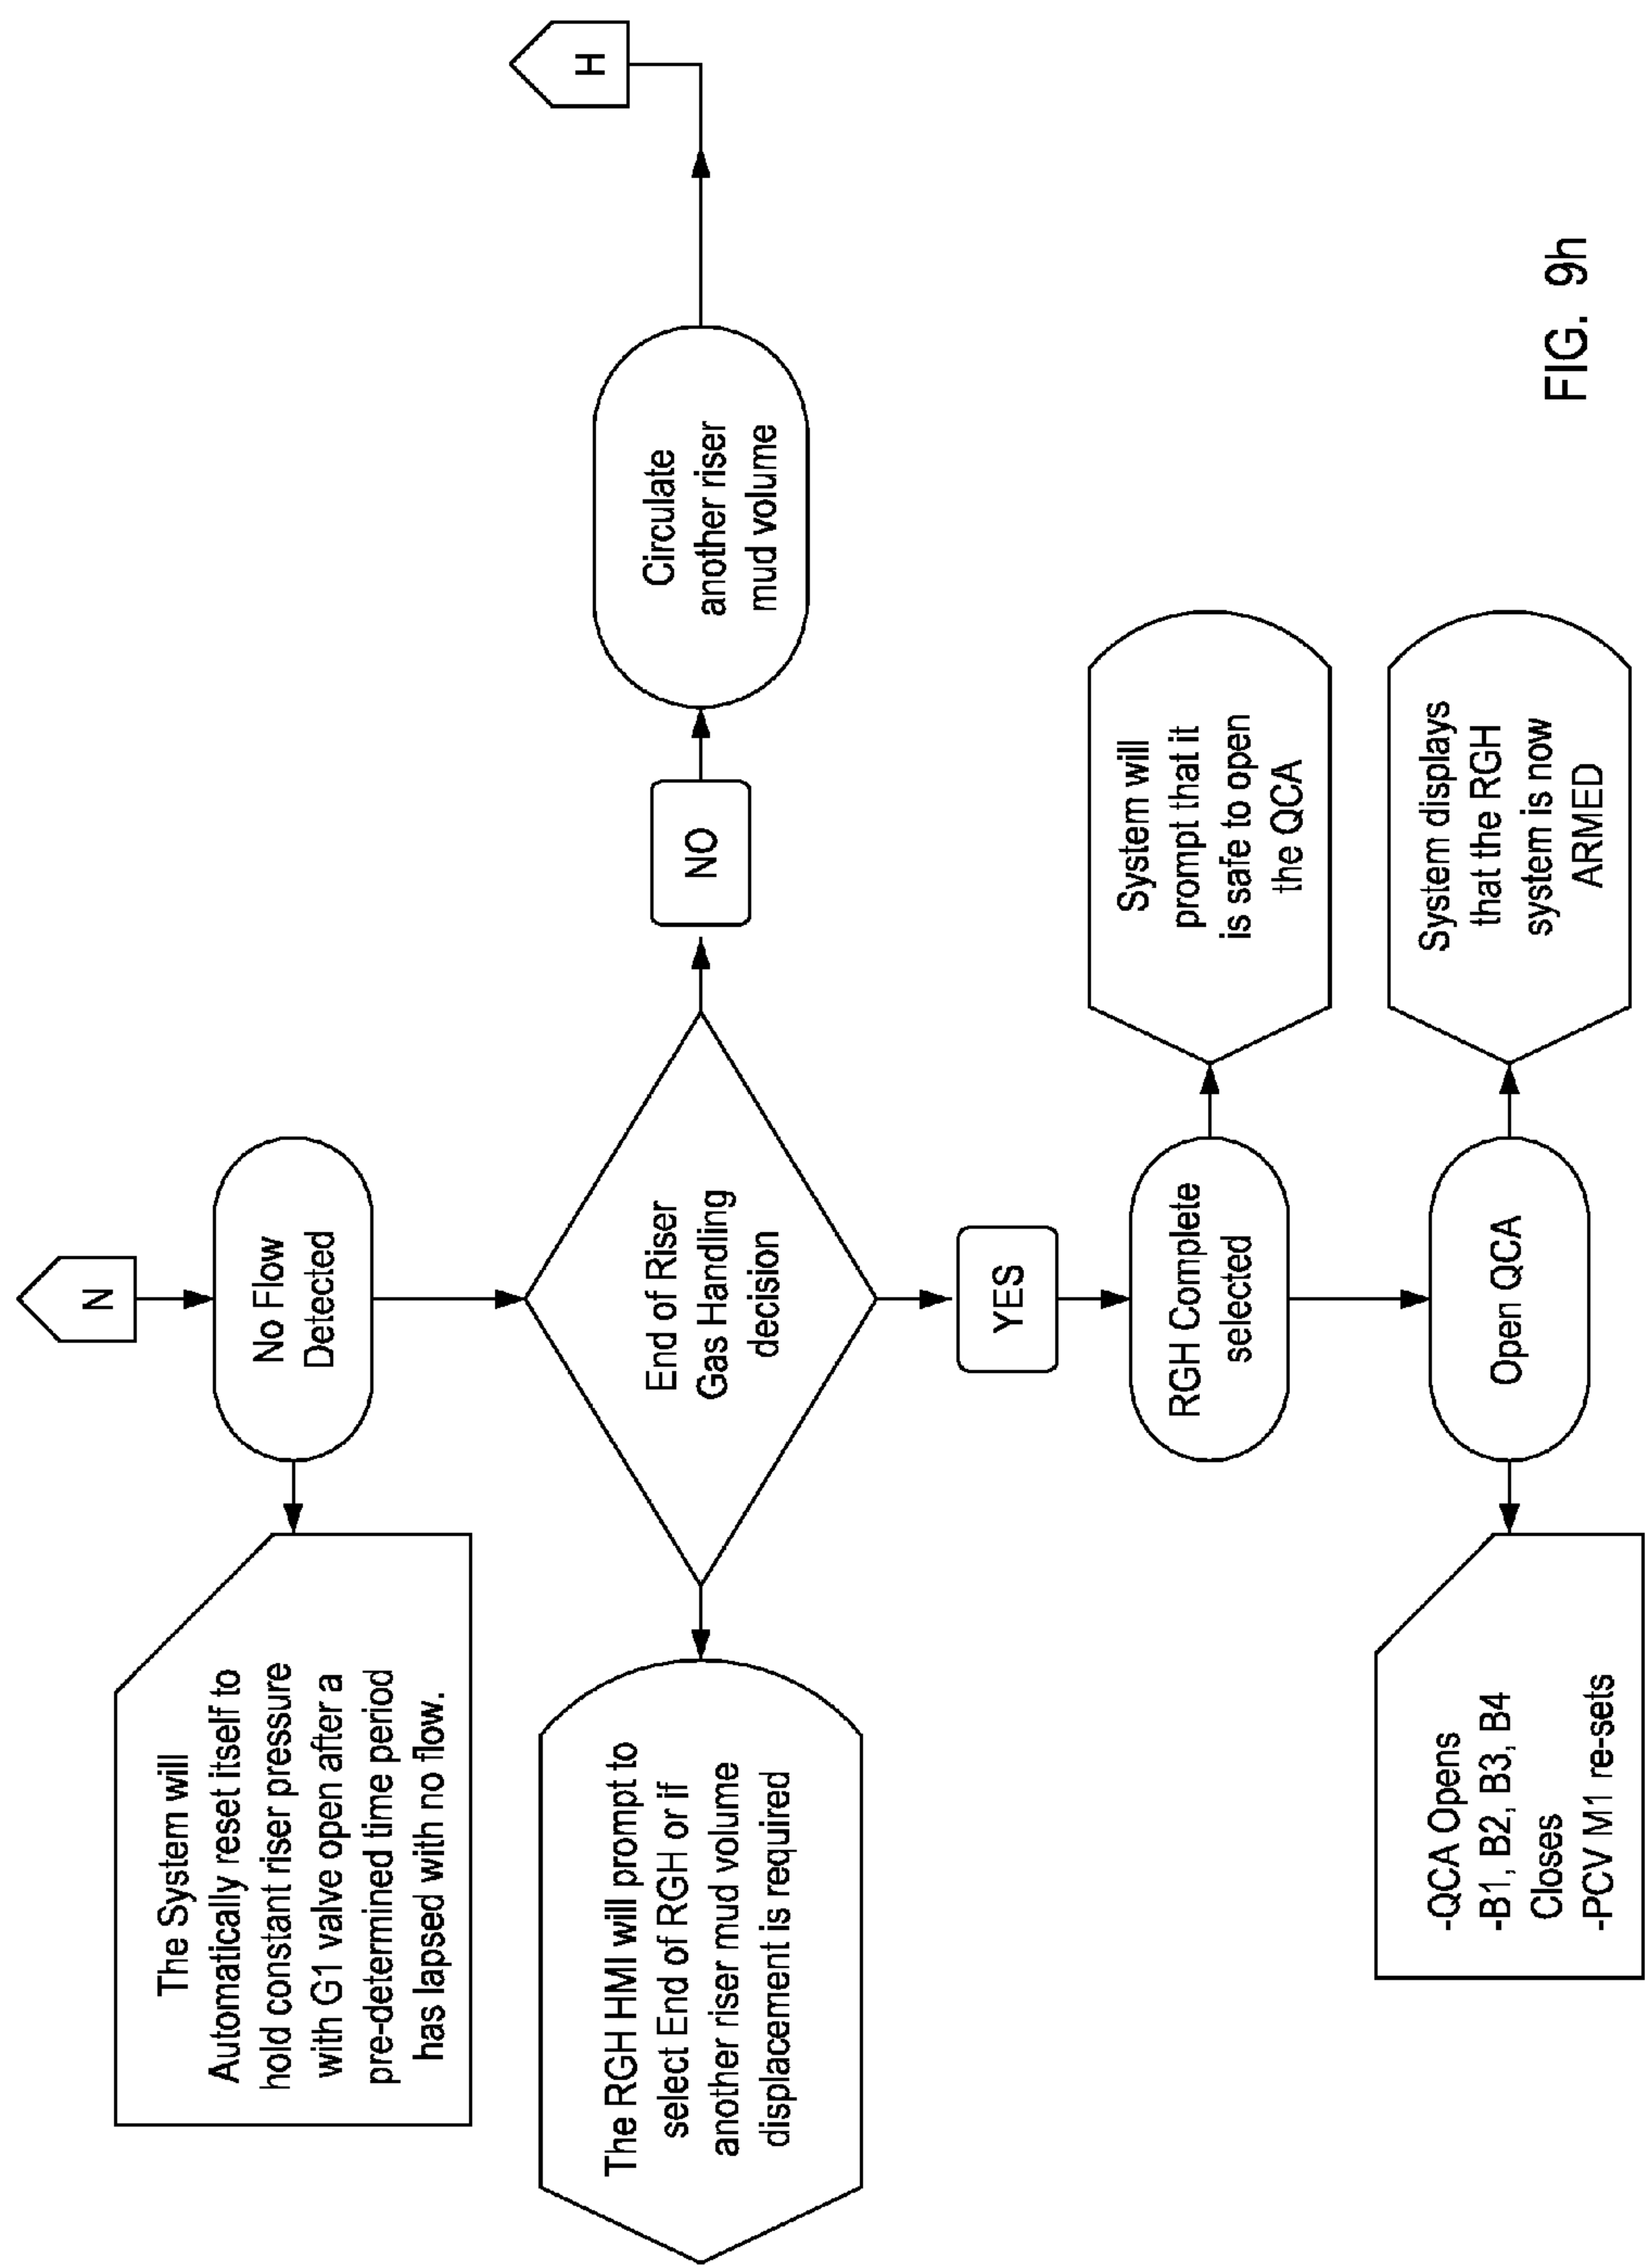 N
No Flow
Detected
The System will
Automatically reset itself to
hold constant riser pressure
with G1 valve open after a
pre-determined time period
has lapsed with no flow.
End of Riser
Gas Handling
decision
The RGH HMI will prompt to
select End of RGH or if
another riser mud volume
displacement is required
NO
Circulate
another riser
mud volume
H
YES
RGH Complete
selected
System will
prompt that it
is safe to open
the QCA
Open QCA
-QCA Opens
-B1, B2, B3, B4
Closes
-PCV M1 re-sets
System displays
that the RGH
system is now
ARMED
FIG. 9h